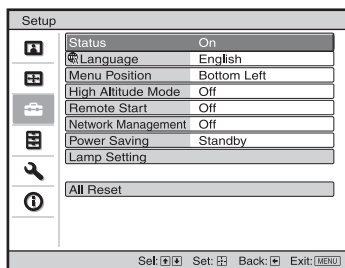 Setup
Status On
Language English
Menu Position Bottom Left
High Altitude Mode Off
Remote Start Off
Network Management Off
Power Saving Standby
Lamp Setting
All Reset
Sel: Set: Back: Exit: MENU